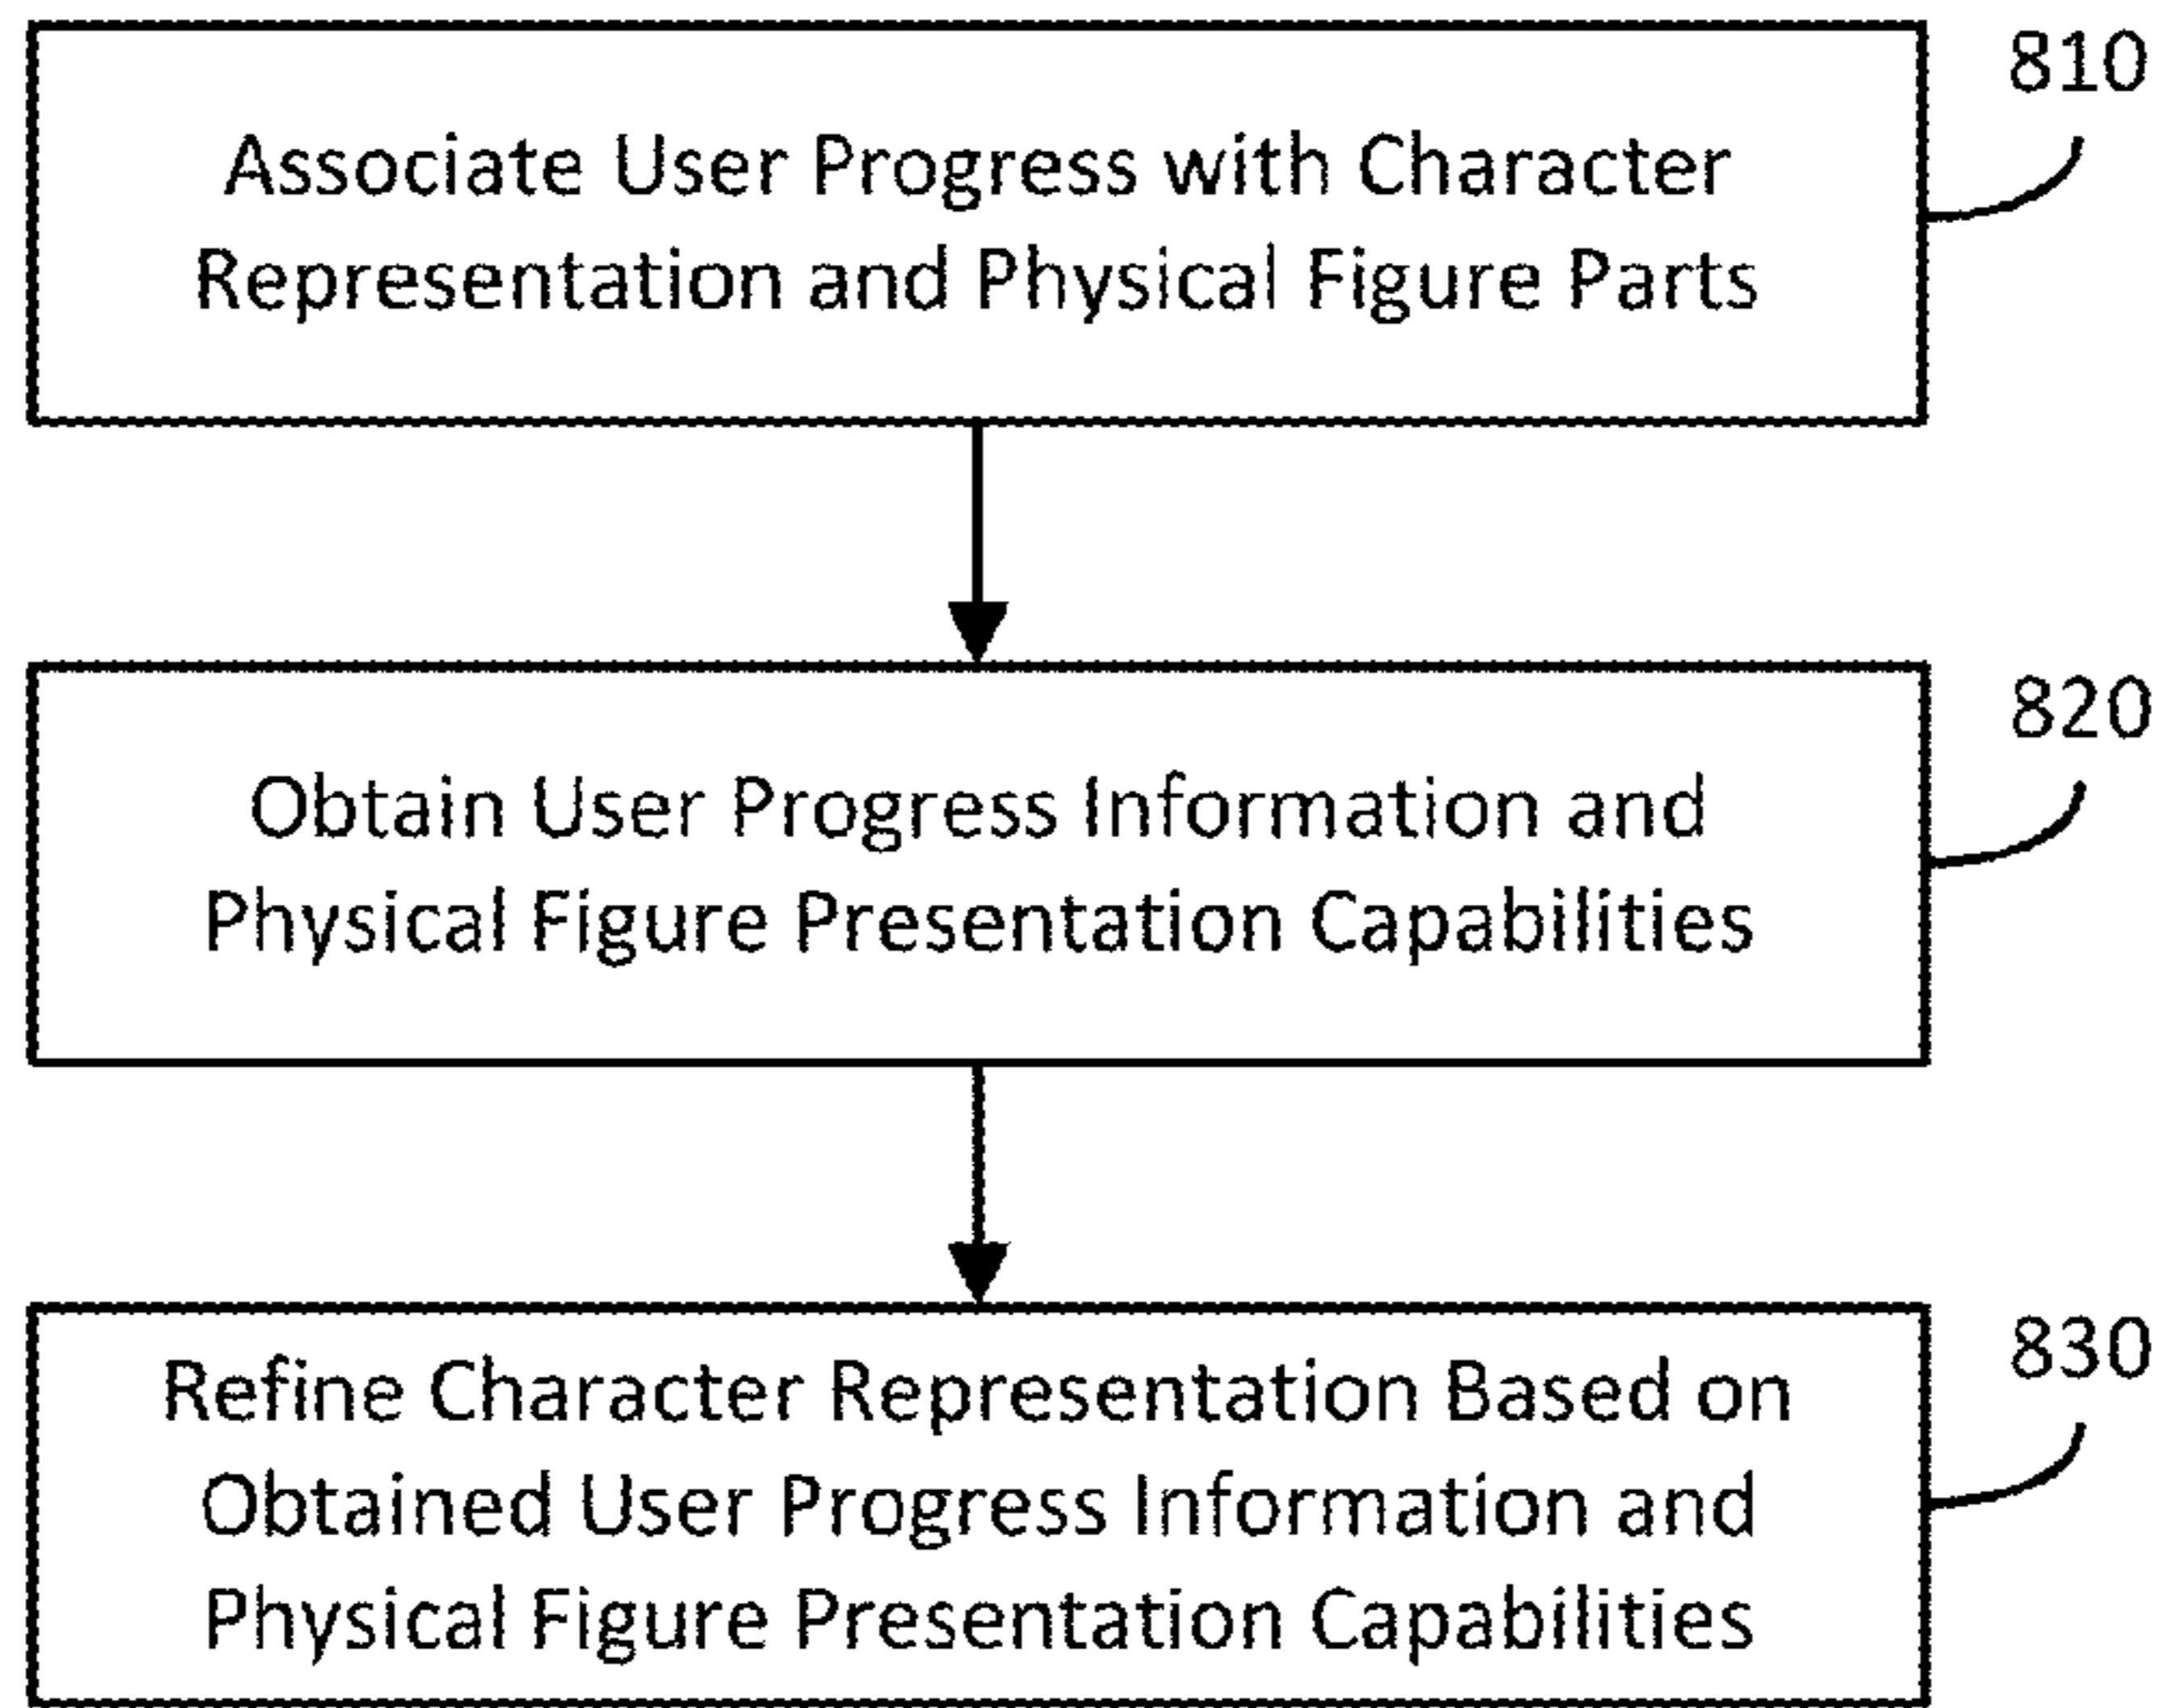 810
Associate User Progress with Character
Representation and Physical Figure Parts
820
Obtain User Progress Information and
Physical Figure Presentation Capabilities
830
Refine Character Representation Based on
Obtained User Progress Information and
Physical Figure Presentation Capabilities